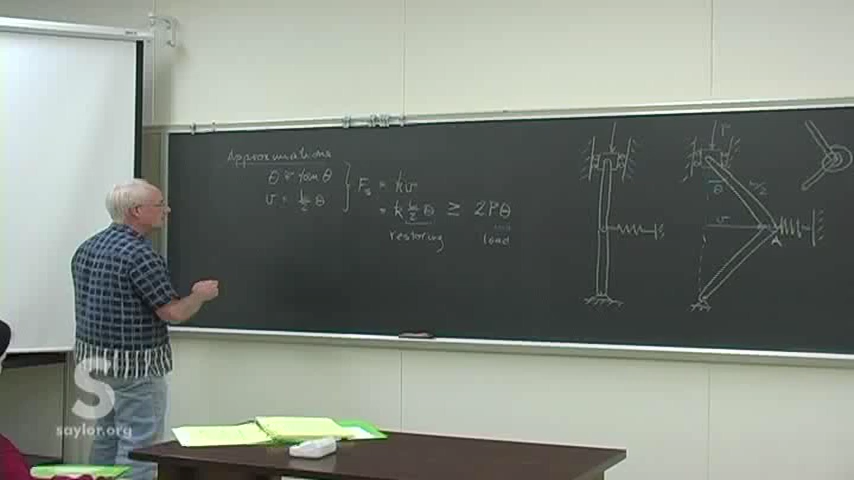 Approximations
θ ≈ tan θ
v = L/2 θ
Fs = kv
= k L/2 θ ≥ 2Pθ
restoring load
P
θ
L/2
v
A
S
saylor.org